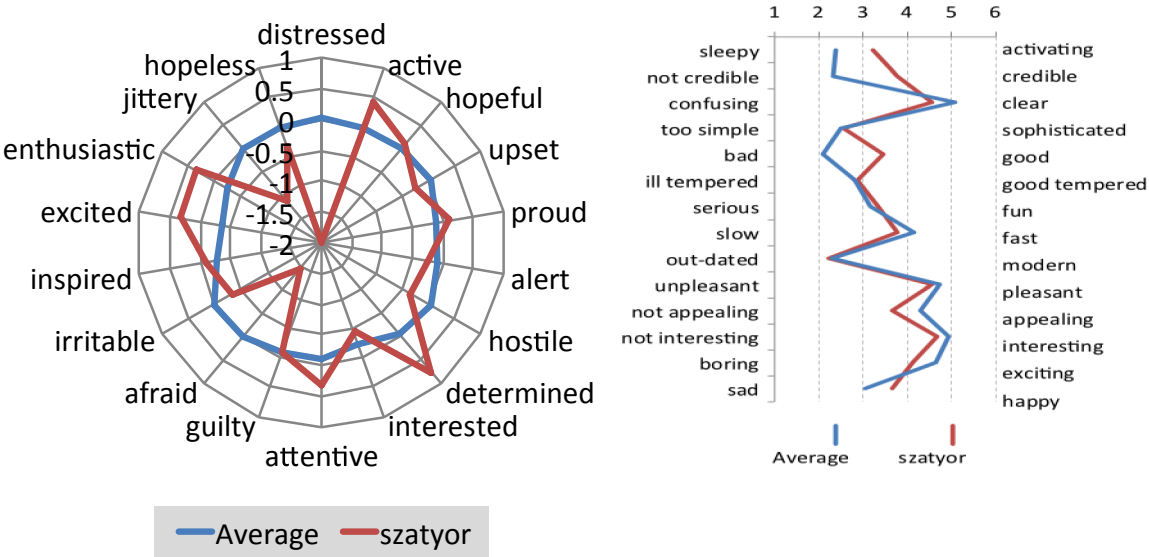 distressed
1
hopeless
active
0.5
jittery
hopeful
0
enthusiastic
-0.5
upset
-1
excited
-1.5
proud
-2
inspired
alert
irritable
hostile
afraid
determined
guilty
interested
attentive
Average szatyor
1 2 3 4 5 6
sleepy activating
not credible credible
confusing clear
too simple sophisticated
bad good
ill tempered good tempered
serious fun
slow fast
out-dated modern
unpleasant pleasant
not appealing appealing
not interesting interesting
boring exciting
sad happy
Average szatyor